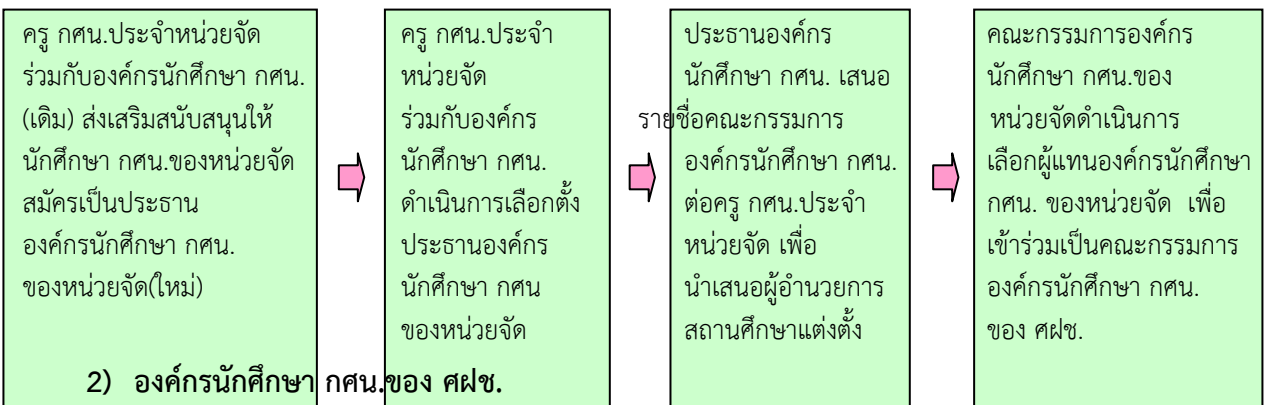 ครู กศน.ประจำหน่วยจัด
ร่วมกับองค์กรนักศึกษา กศน.
(เดิม) ส่งเสริมสนับสนุนให้
นักศึกษา กศน.ของหน่วยจัด
สมัครเป็นประธาน
องค์กรนักศึกษา กศน.
ของหน่วยจัด(ใหม่)
ครู กศน.ประจำ
หน่วยจัด
ร่วมกับองค์กร
นักศึกษา กศน.
ดำเนินการเลือกตั้ง
ประธานองค์กร
นักศึกษา กศน
ของหน่วยจัด
ประธานองค์กร
นักศึกษา กศน. เสนอ
รายชื่อคณะกรรมการ
องค์กรนักศึกษา กศน.
ต่อครู กศน.ประจำ
หน่วยจัด เพื่อ
นำเสนอผู้อำนวยการ
สถานศึกษาแต่งตั้ง
คณะกรรมการองค์กร
นักศึกษา กศน.ของ
หน่วยจัดดำเนินการ
เลือกผู้แทนองค์กรนักศึกษา
กศน. ของหน่วยจัด เพื่อ
เข้าร่วมเป็นคณะกรรมการ
องค์กรนักศึกษา กศน.
ของ ศฝช.
2) องค์กรนักศึกษา กศน.ของ ศฝช.